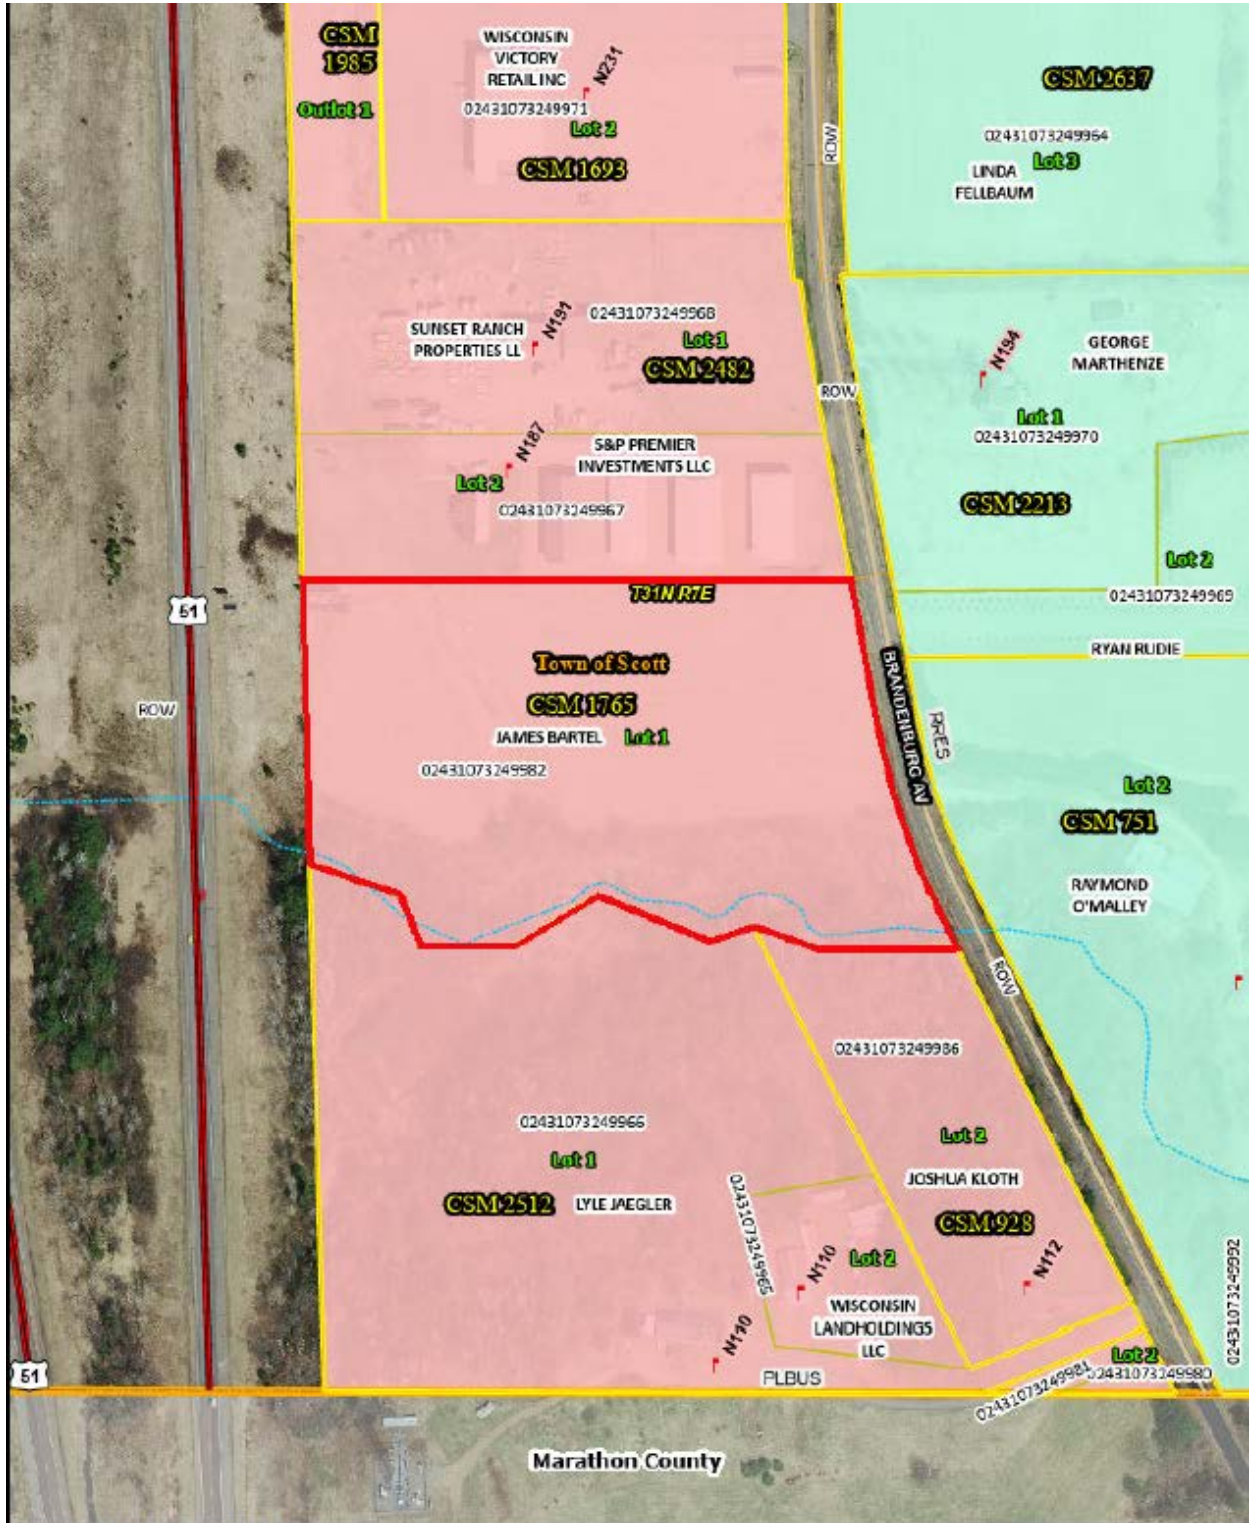 CSM
1985
Outlot 1
WISCONSIN
VICTORY
RETAIL INC
N231
02431073249971
Lot 2
CSM 1693
ROW
CSM 2637
02431073249964
Lot 3
LINDA
FELLBAUM
SUNSET RANCH
PROPERTIES LL
N191
02431073249968
Lot 1
CSM 2482
ROW
N194
GEORGE
MARTHENZE
Lot 1
02431073249970
CSM 2213
Lot 2
02431073249969
N187
S&P PREMIER
INVESTMENTS LLC
Lot 2
02431073249967
51
T31N R7E
Town of Scott
CSM 1765
JAMES BARTEL
Lot 1
02431073249982
ROW
BRANDENBURG AV
RRES
RYAN RUDIE
Lot 2
CSM 751
RAYMOND
O'MALLEY
ROW
02431073249986
Lot 2
JOSHUA KLOTH
CSM 928
N112
02431073249966
Lot 1
CSM 2512
LYLE JAEGLER
02431073249965
N110
Lot 2
WISCONSIN
LANDHOLDINGS
LLC
N110
PLBUS
02431073249981
Lot 2
02431073249980
02431073249992
51
Marathon County